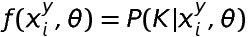 f(x_i^y, θ) = P(K|x_i^y, θ)